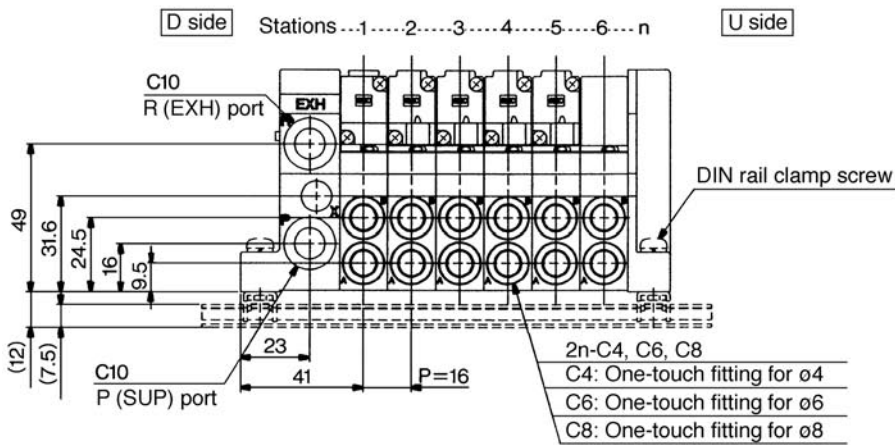 D side Stations 1 2 3 4 5 6 n U side
C10
R (EXH) port
EXH
DIN rail clamp screw
49
31.6
24.5
16
9.5
X
P
B B B B B B
A A A A A A
(12)
(7.5)
23
41
P=16
C10
P (SUP) port
2n-C4, C6, C8
C4: One-touch fitting for ø4
C6: One-touch fitting for ø6
C8: One-touch fitting for ø8